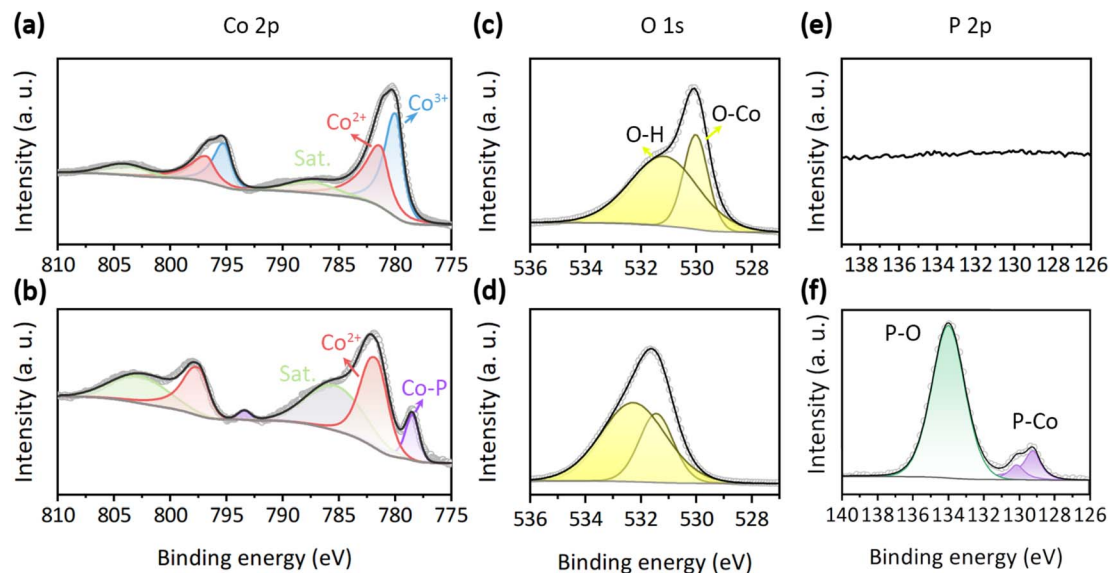 (a)
Co 2p
Intensity (a. u.)
Sat.
Co²⁺
Co³⁺
810 805 800 795 790 785 780 775
(c)
O 1s
Intensity (a. u.)
O-H
O-Co
536 534 532 530 528
(e)
P 2p
Intensity (a. u.)
138 136 134 132 130 128 126
(b)
Intensity (a. u.)
Sat.
Co²⁺
Co-P
810 805 800 795 790 785 780 775
Binding energy (eV)
(d)
Intensity (a. u.)
536 534 532 530 528
Binding energy (eV)
(f)
Intensity (a. u.)
P-O
P-Co
140 138 136 134 132 130 128 126
Binding energy (eV)